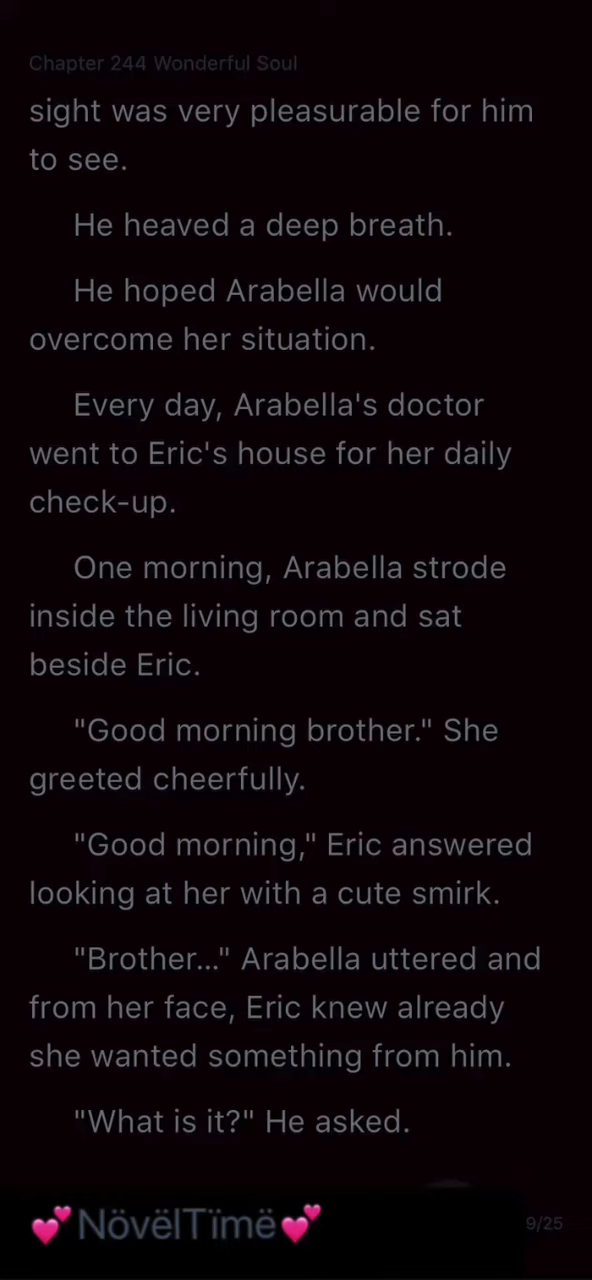 Chapter 244 Wonderful Soul
sight was very pleasurable for him
to see.
He heaved a deep breath.
He hoped Arabella would
overcome her situation.
Every day, Arabella's doctor
went to Eric's house for her daily
check-up.
One morning, Arabella strode
inside the living room and sat
beside Eric.
"Good morning brother." She
greeted cheerfully.
"Good morning," Eric answered
looking at her with a cute smirk.
"Brother..." Arabella uttered and
from her face, Eric knew already
she wanted something from him.
"What is it?" He asked.
💕NövëlTïmë💕
9/25